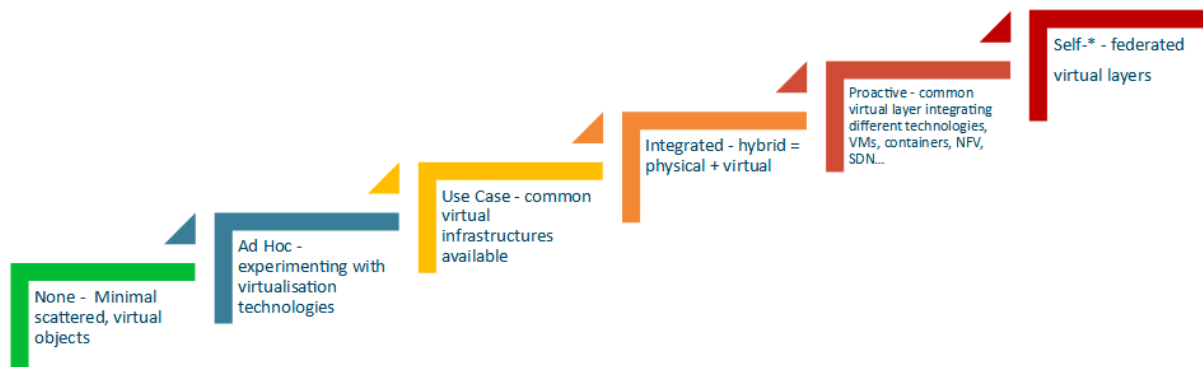 None - Minimal
scattered, virtual
objects
Ad Hoc -
experimenting with
virtualisation
technologies
Use Case - common
virtual
infrastructures
available
Integrated - hybrid =
physical + virtual
Proactive - common
virtual layer integrating
different technologies,
VMs, containers, NFV,
SDN...
Self-* - federated
virtual layers